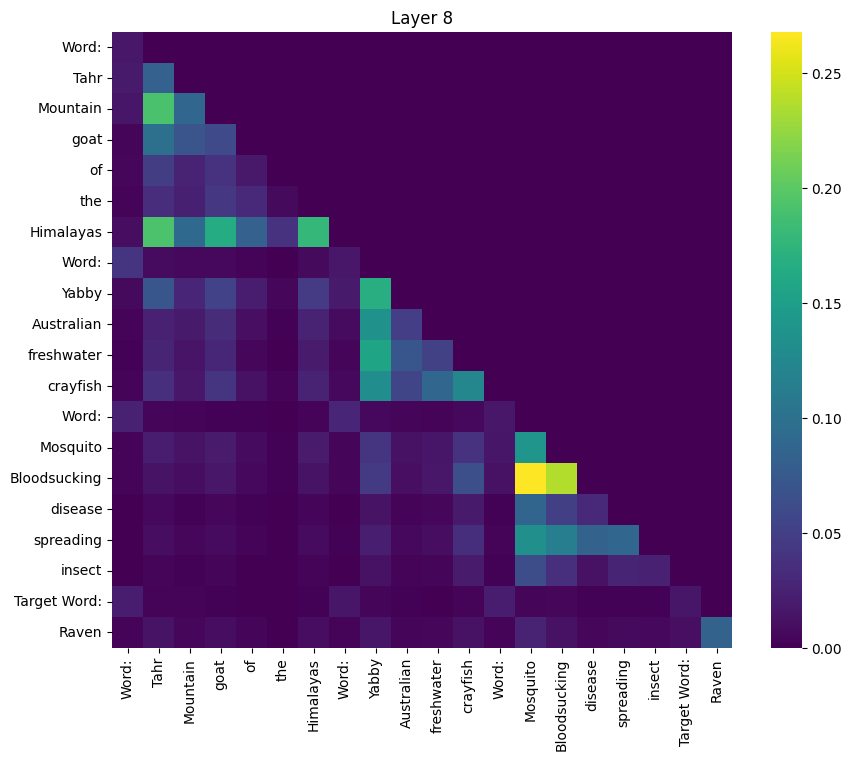 Layer 8
Word:
Tahr
Mountain
goat
of
the
Himalayas
Word:
Yabby
Australian
freshwater
crayfish
Word:
Mosquito
Bloodsucking
disease
spreading
insect
Target Word:
Raven
0.25
0.20
0.15
0.10
0.05
0.00
Word:
Tahr
Mountain
goat
of
the
Himalayas
Word:
Yabby
Australian
freshwater
crayfish
Word:
Mosquito
Bloodsucking
disease
spreading
insect
Target Word:
Raven